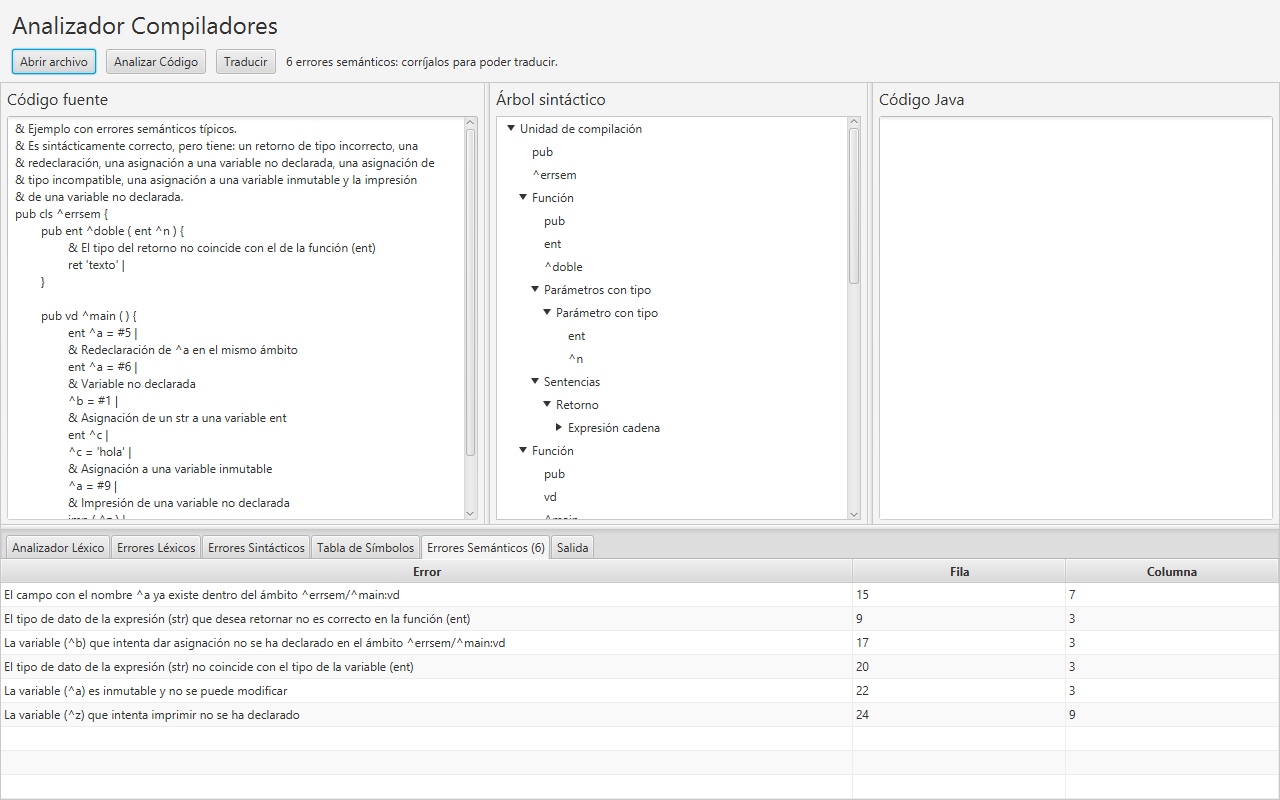 Analizador Compiladores
Abrir archivo
Analizar Código
Traducir
6 errores semánticos: corríjalos para poder traducir.
Código fuente
& Ejemplo con errores semánticos típicos.
& Es sintácticamente correcto, pero tiene: un retorno de tipo incorrecto, una
& redeclaración, una asignación a una variable no declarada, una asignación de
& tipo incompatible, una asignación a una variable inmutable y la impresión
& de una variable no declarada.
pub cls ^errsem {
pub ent ^doble ( ent ^n ) {
& El tipo del retorno no coincide con el de la función (ent)
ret 'texto' |
}
pub vd ^main ( ) {
ent ^a = #5 |
& Redeclaración de ^a en el mismo ámbito
ent ^a = #6 |
& Variable no declarada
^b = #1 |
& Asignación de un str a una variable ent
ent ^c |
^c = 'hola' |
& Asignación a una variable inmutable
^a = #9 |
& Impresión de una variable no declarada
imp ( ^z ) |
Árbol sintáctico
Unidad de compilación
pub
^errsem
Función
pub
ent
^doble
Parámetros con tipo
Parámetro con tipo
ent
^n
Sentencias
Retorno
Expresión cadena
Función
pub
vd
^main
Código Java
Analizador Léxico
Errores Léxicos
Errores Sintácticos
Tabla de Símbolos
Errores Semánticos (6)
Salida
Error Fila Columna
El campo con el nombre ^a ya existe dentro del ámbito ^errsem/^main:vd 15 7
El tipo de dato de la expresión (str) que desea retornar no es correcto en la función (ent) 9 3
La variable (^b) que intenta dar asignación no se ha declarado en el ámbito ^errsem/^main:vd 17 3
El tipo de dato de la expresión (str) no coincide con el tipo de la variable (ent) 20 3
La variable (^a) es inmutable y no se puede modificar 22 3
La variable (^z) que intenta imprimir no se ha declarado 24 9